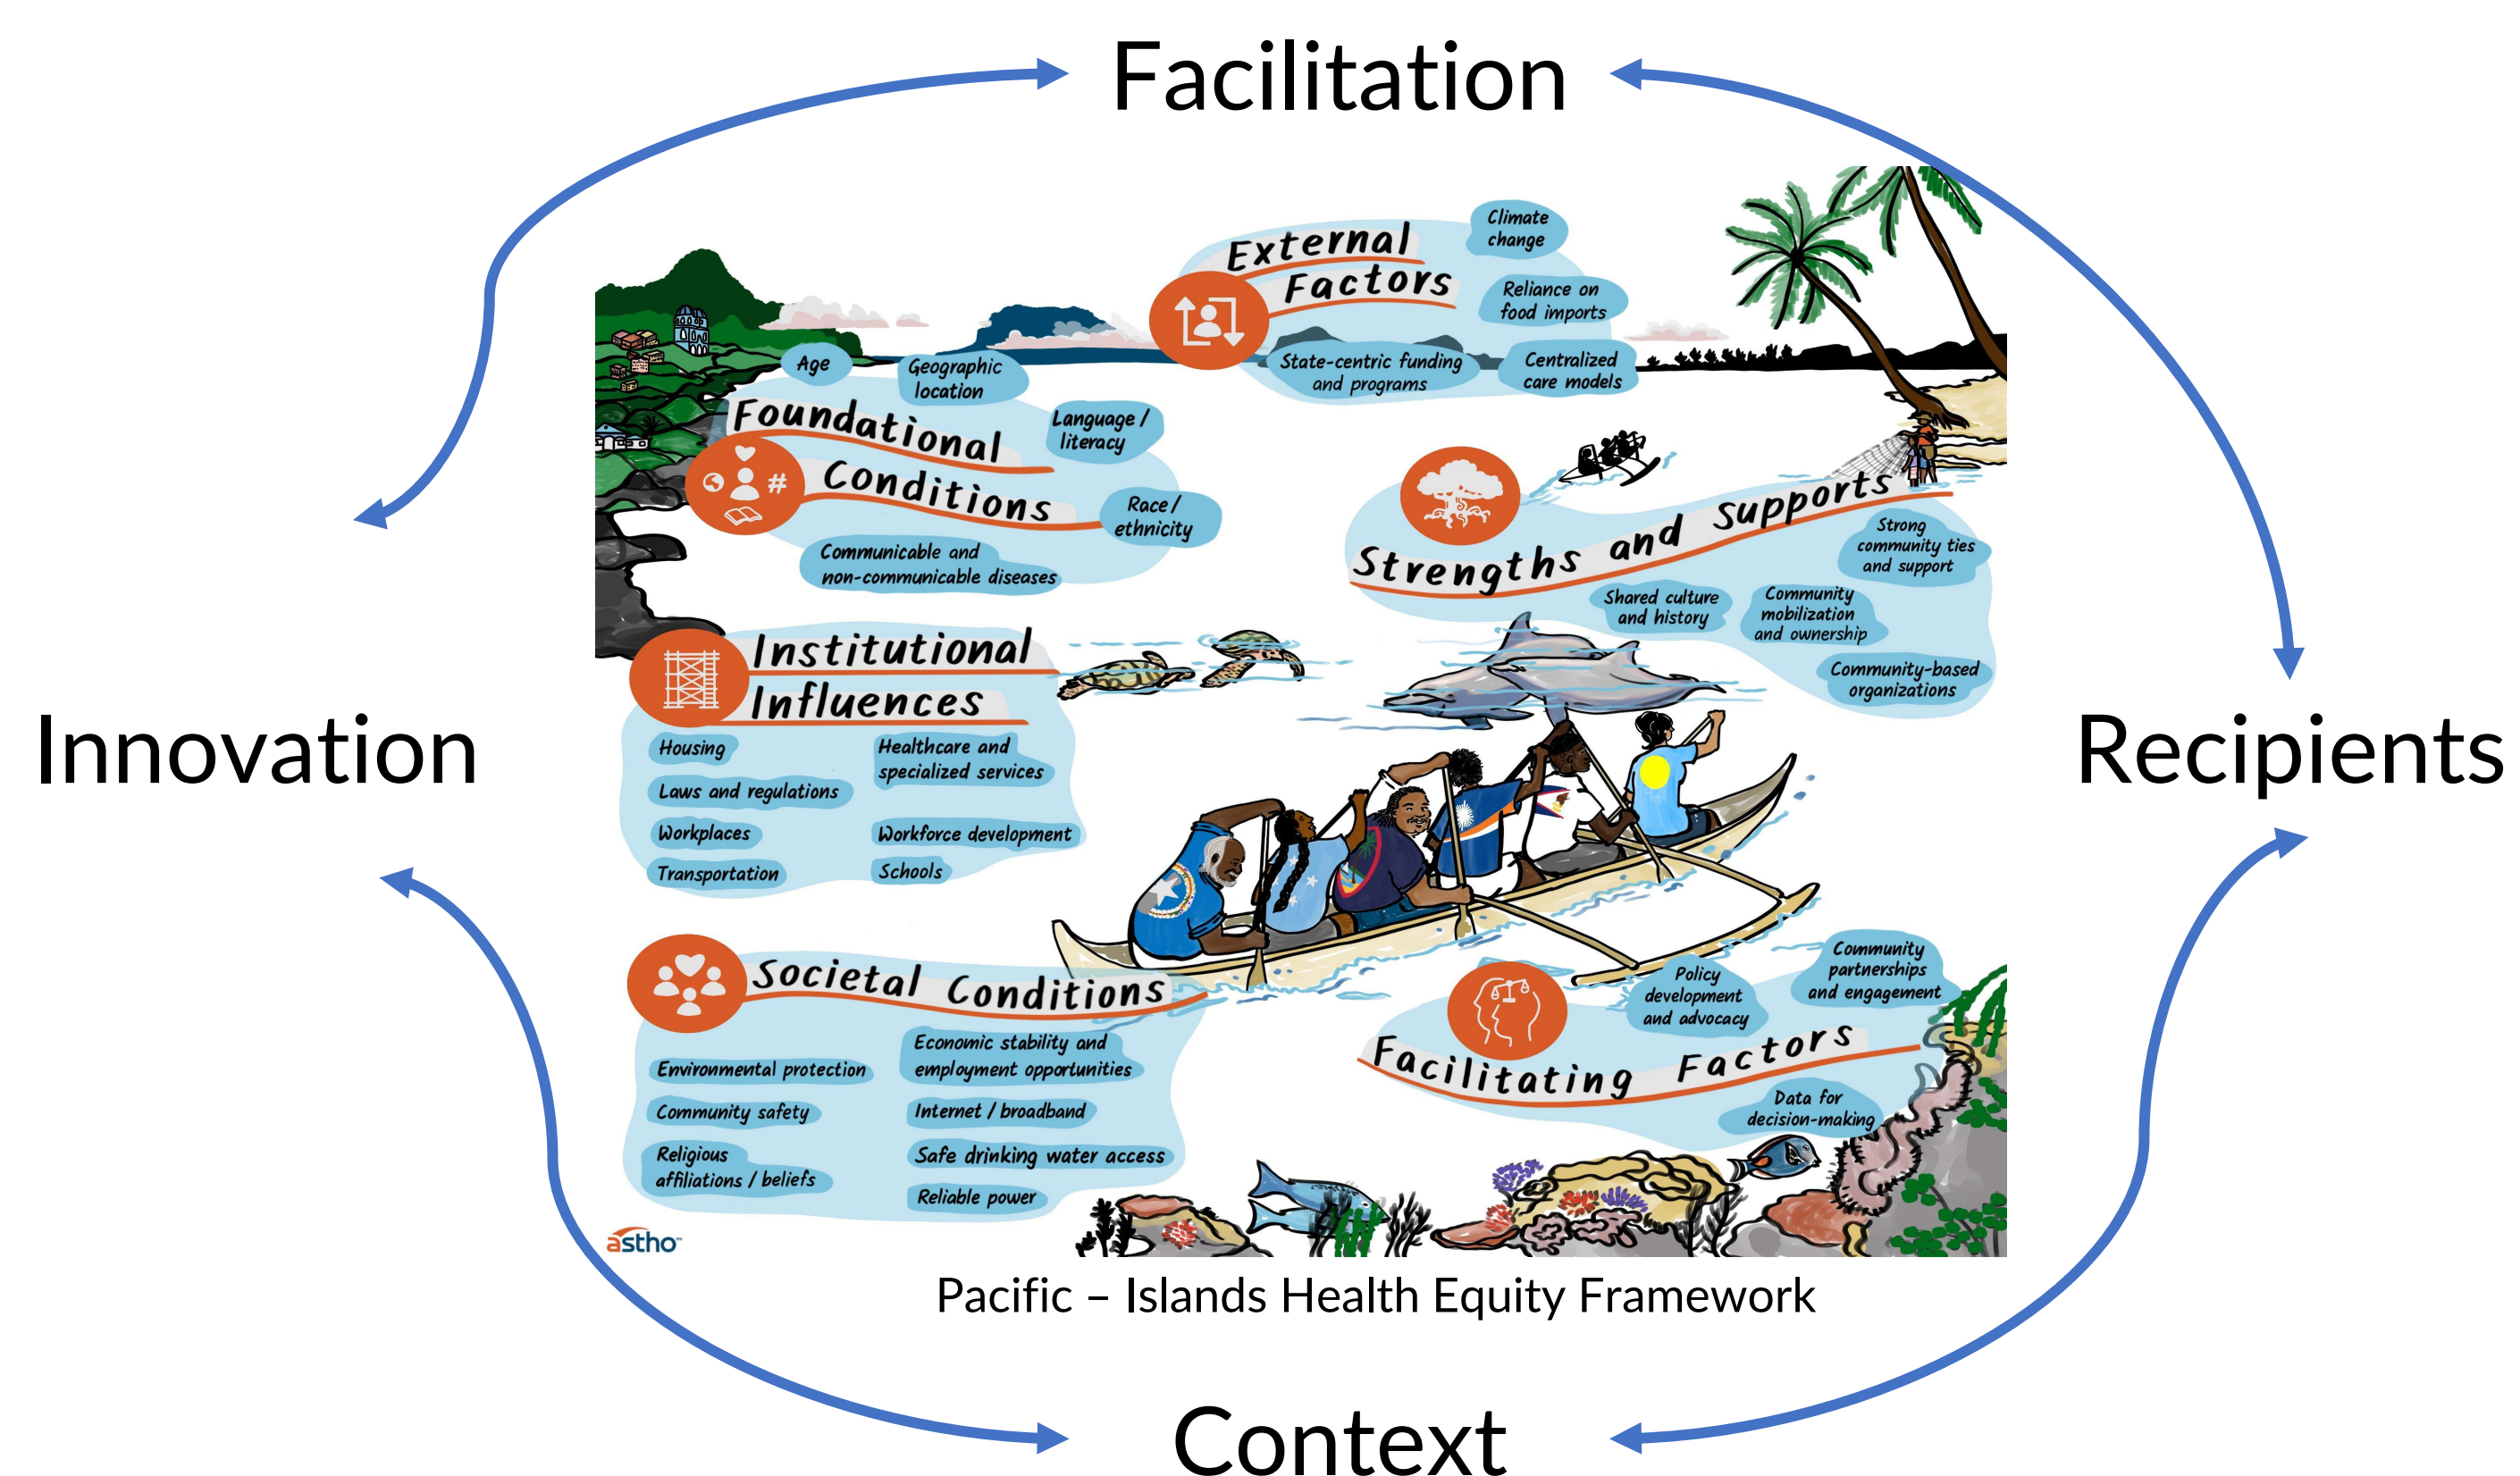 Facilitation
External
Factors
Climate
change
Reliance on
food imports
State-centric funding
and programs
Centralized
care models
Age
Geographic
location
Foundational
Conditions
Language /
literacy
Race /
ethnicity
Communicable and
non-communicable diseases
Strengths and Supports
Strong
community ties
and support
Shared culture
and history
Community
mobilization
and ownership
Community-based
organizations
Institutional
Influences
Housing
Laws and regulations
Workplaces
Transportation
Healthcare and
specialized services
Workforce development
Schools
Innovation
Recipients
Societal Conditions
Environmental protection
Community safety
Religious
affiliations / beliefs
Economic stability and
employment opportunities
Internet / broadband
Safe drinking water access
Reliable power
Policy
development
and advocacy
Community
partnerships
and engagement
Facilitating Factors
Data for
decision-making
astho
Pacific – Islands Health Equity Framework
Context